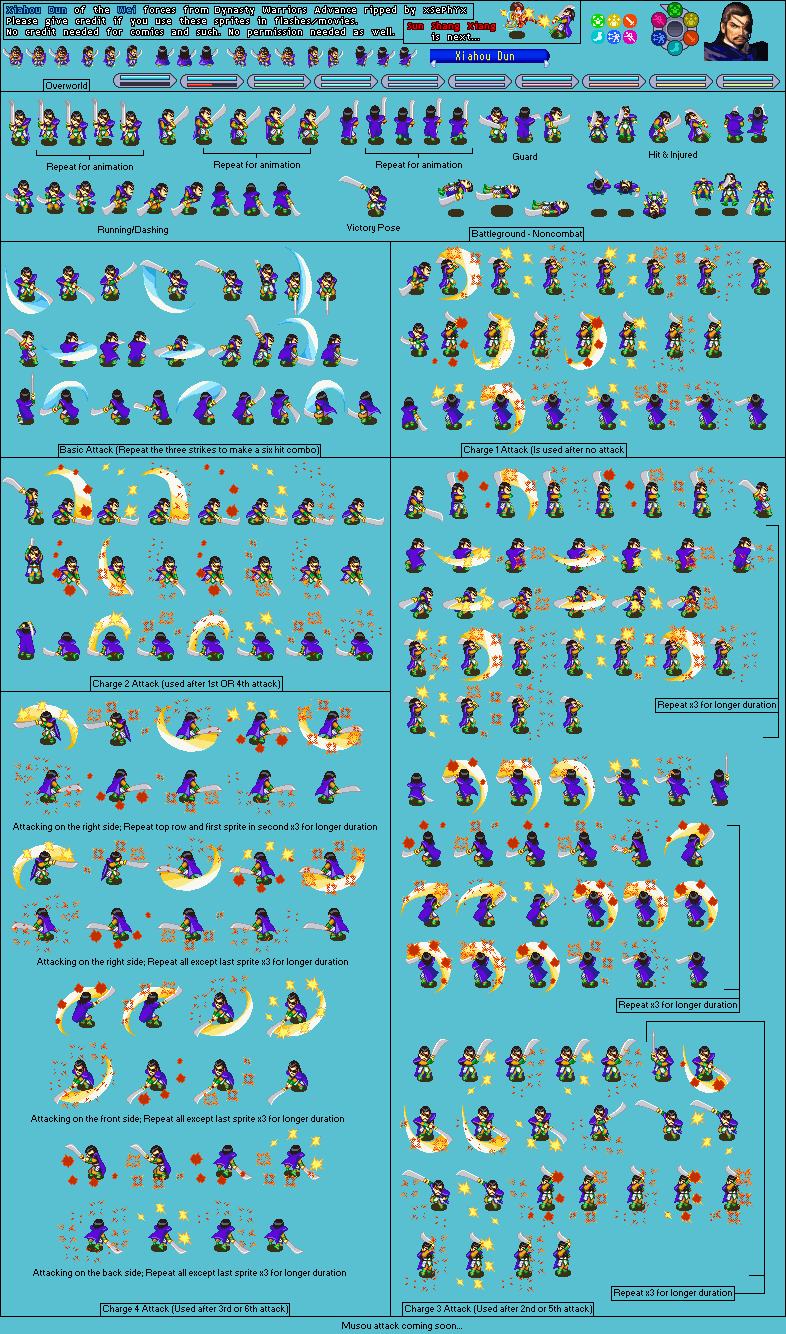 Xiahou Dun of the Wei forces from Dynasty Warriors Advance ripped by xSePhYx
Please give credit if you use these sprites in flashes/movies.
No credit needed for comics and such. No permission needed as well.
Sun Shang Xiang
is next...
Xiahou Dun
Overworld
Repeat for animation
Repeat for animation
Repeat for animation
Guard
Hit & Injured
Running/Dashing
Victory Pose
Battleground - Noncombat
Basic Attack (Repeat the three strikes to make a six hit combo)
Charge 1 Attack (Is used after no attack
Charge 2 Attack (used after 1st OR 4th attack)
Repeat x3 for longer duration
Attacking on the right side; Repeat top row and first sprite in second x3 for longer duration
Attacking on the right side; Repeat all except last sprite x3 for longer duration
Repeat x3 for longer duration
Attacking on the front side; Repeat all except last sprite x3 for longer duration
Attacking on the back side; Repeat all except last sprite x3 for longer duration
Repeat x3 for longer duration
Charge 4 Attack (Used after 3rd or 6th attack)
Charge 3 Attack (Used after 2nd or 5th attack)
Musou attack coming soon...